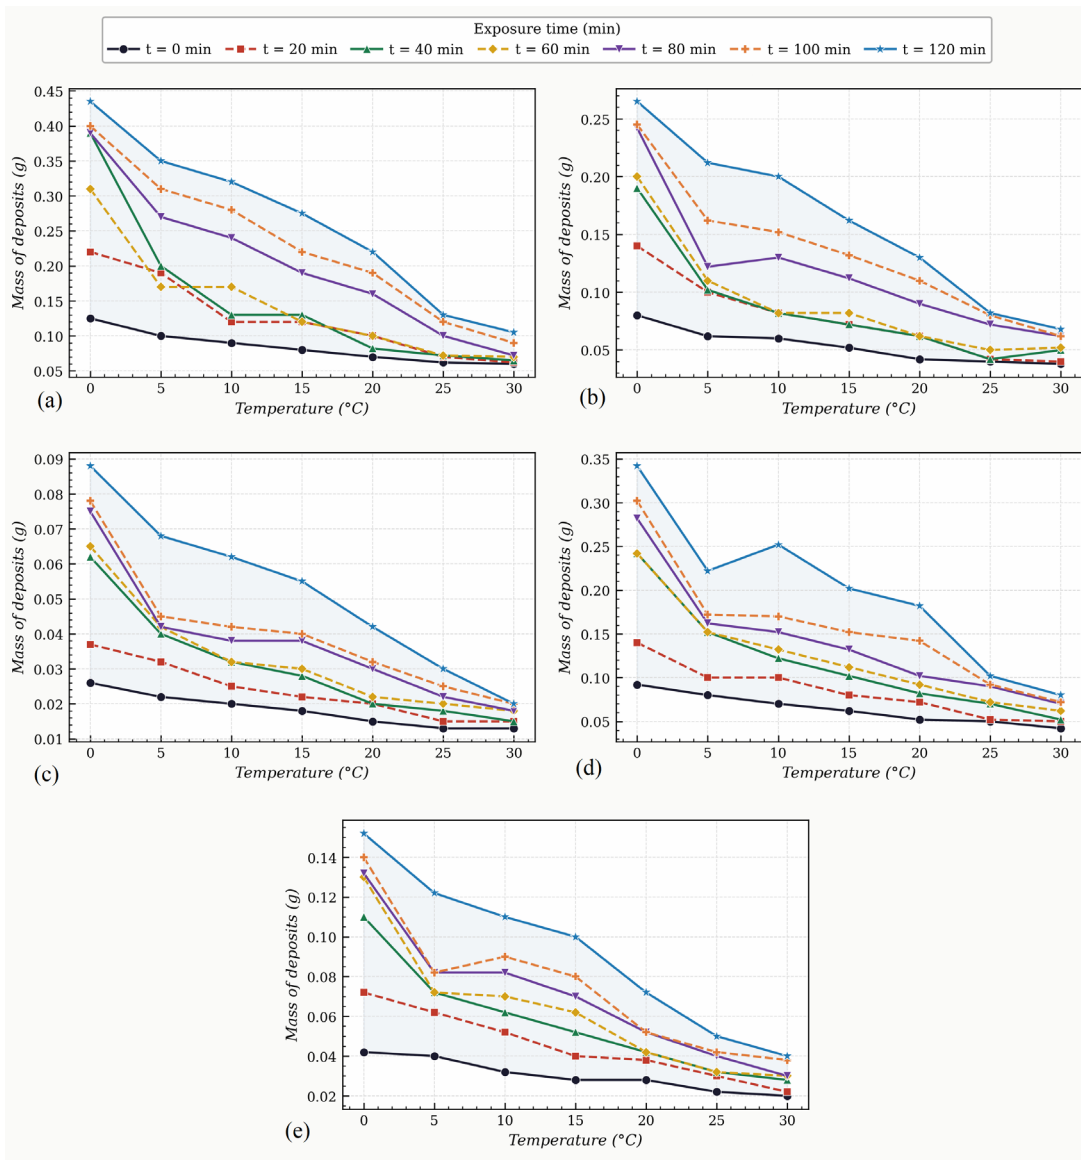 Exposure time (min)
t = 0 min t = 20 min t = 40 min t = 60 min t = 80 min t = 100 min t = 120 min
0.45
0.40
0.35
0.30
0.25
0.20
0.15
0.10
0.05
Mass of deposits (g)
0 5 10 15 20 25 30
Temperature (°C)
(a)
0.25
0.20
0.15
0.10
0.05
Mass of deposits (g)
0 5 10 15 20 25 30
Temperature (°C)
(b)
0.09
0.08
0.07
0.06
0.05
0.04
0.03
0.02
0.01
Mass of deposits (g)
0 5 10 15 20 25 30
Temperature (°C)
(c)
0.35
0.30
0.25
0.20
0.15
0.10
0.05
Mass of deposits (g)
0 5 10 15 20 25 30
Temperature (°C)
(d)
0.14
0.12
0.10
0.08
0.06
0.04
0.02
Mass of deposits (g)
0 5 10 15 20 25 30
Temperature (°C)
(e)